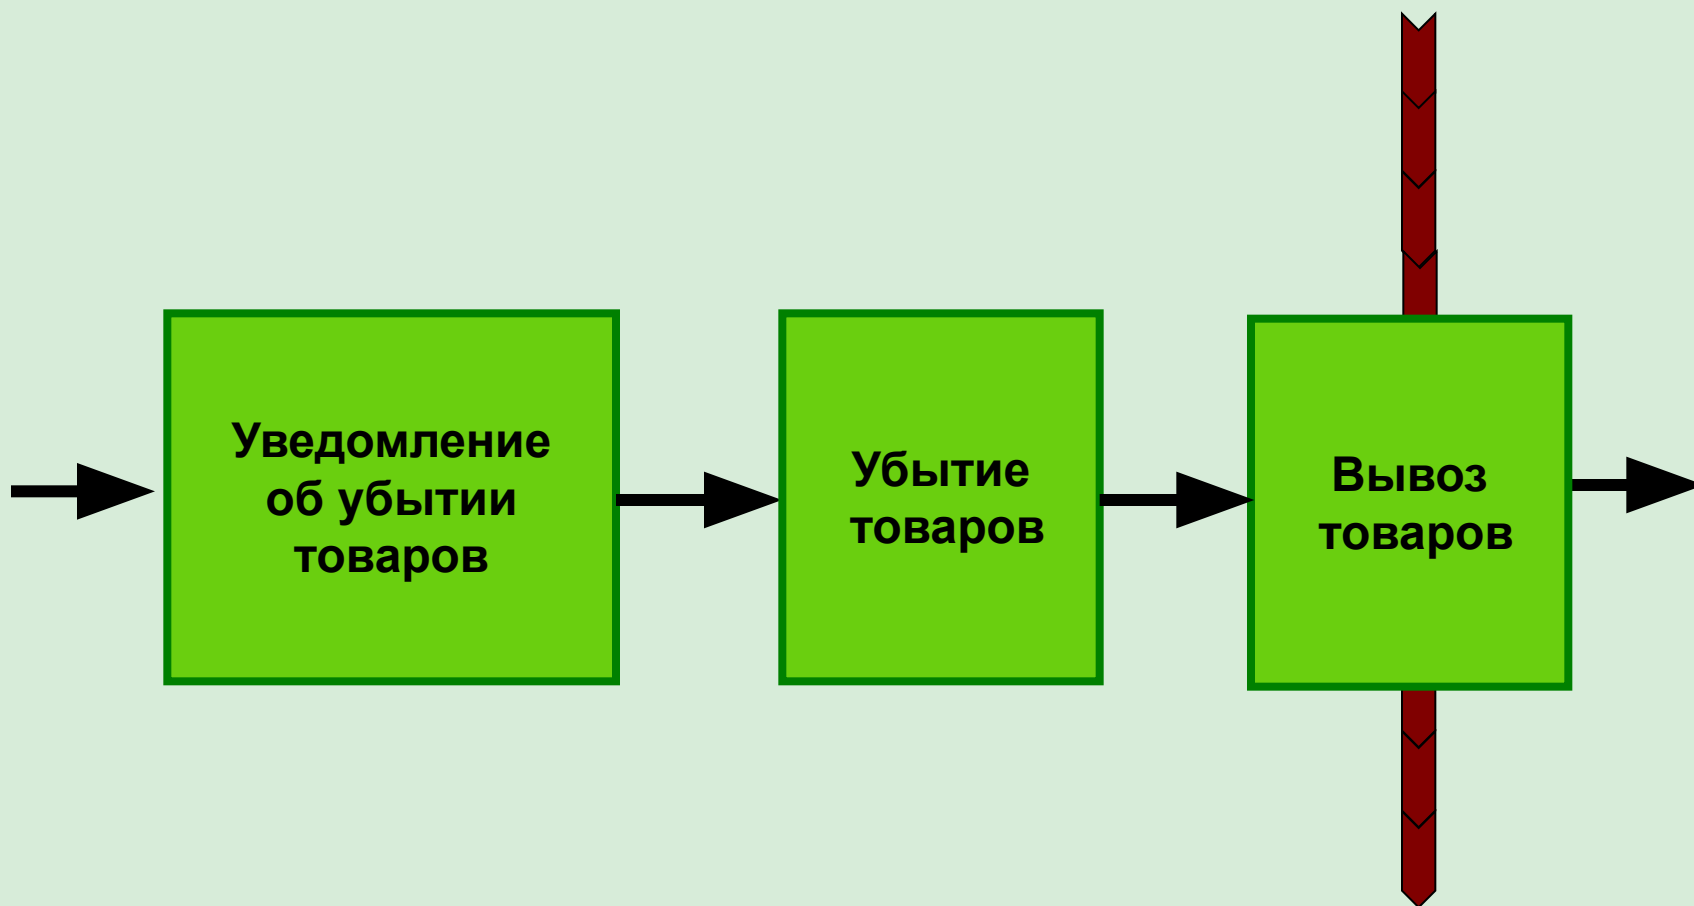 Уведомление
об убытии
товаров
Убытие
товаров
Вывоз
товаров